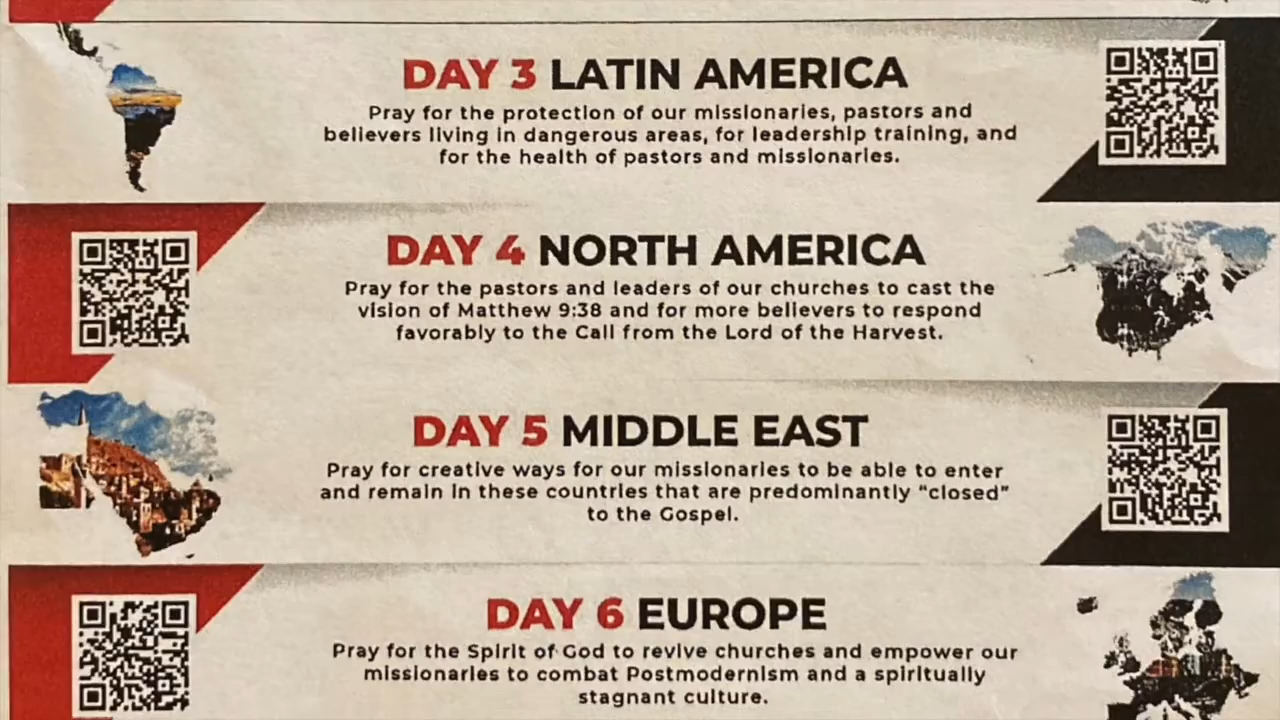 DAY 3 LATIN AMERICA
Pray for the protection of our missionaries, pastors and
believers living in dangerous areas, for leadership training, and
for the health of pastors and missionaries.
DAY 4 NORTH AMERICA
Pray for the pastors and leaders of our churches to cast the
vision of Matthew 9:38 and for more believers to respond
favorably to the Call from the Lord of the Harvest.
DAY 5 MIDDLE EAST
Pray for creative ways for our missionaries to be able to enter
and remain in these countries that are predominantly “closed”
to the Gospel.
DAY 6 EUROPE
Pray for the Spirit of God to revive churches and empower our
missionaries to combat Postmodernism and a spiritually
stagnant culture.